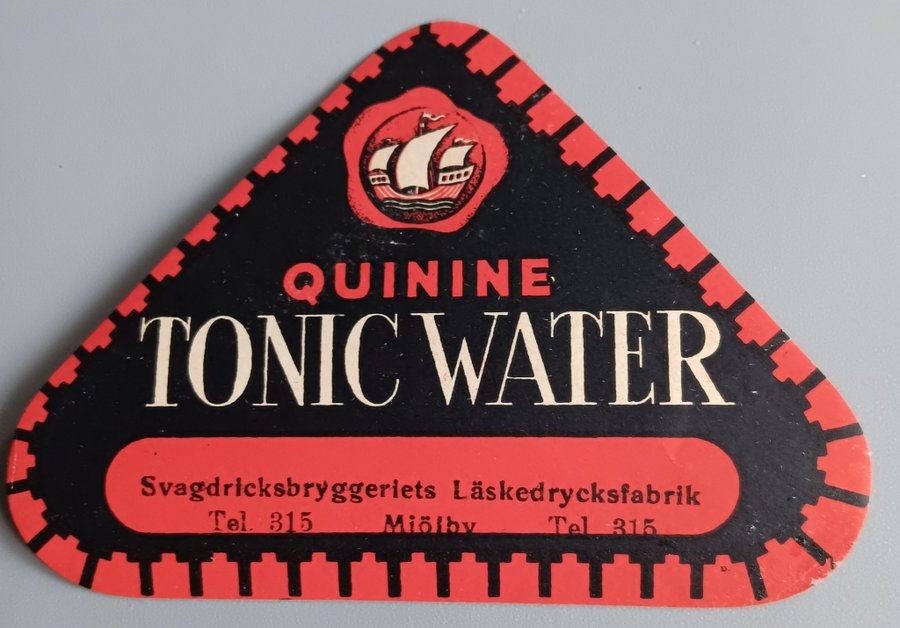 QUININE
TONIC WATER
Svagdricksbryggeriets Läskedrycksfabrik
Tel. 315 Mjölby Tel. 315